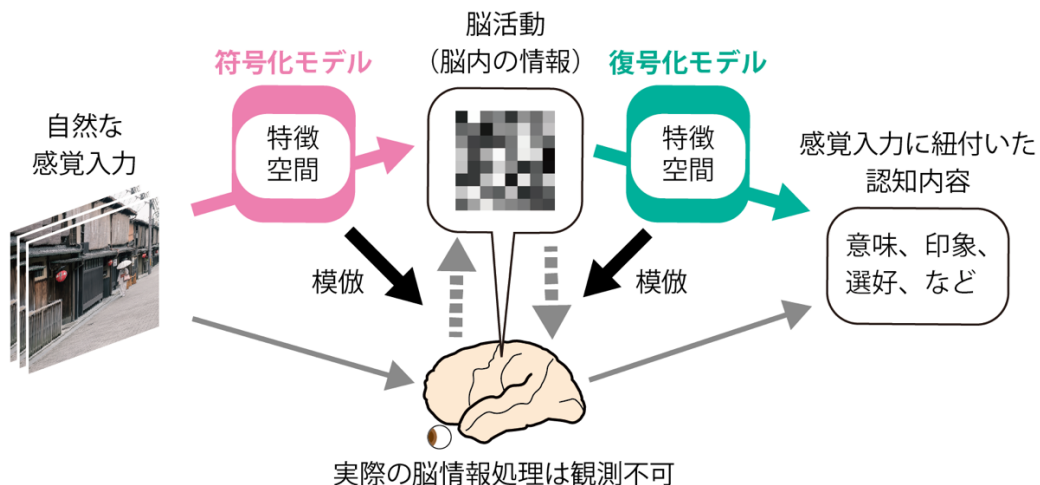 脳活動
（脳内の情報）
符号化モデル
復号化モデル
自然な
感覚入力
特徴
空間
特徴
空間
感覚入力に紐付いた
認知内容
意味、印象、
選好、など
模倣
模倣
実際の脳情報処理は観測不可